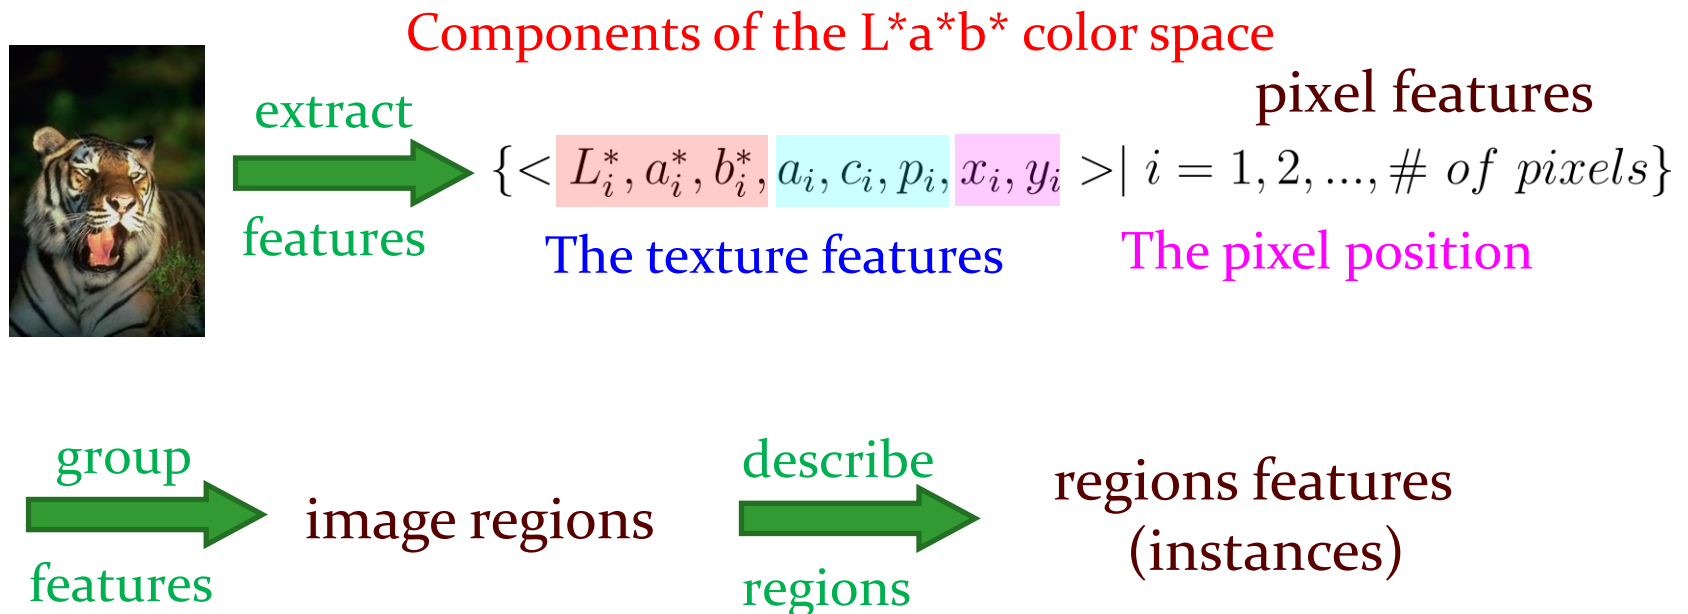 Components of the L*a*b* color space
extract
features
pixel features
{< L*_i, a*_i, b*_i, a_i, c_i, p_i, x_i, y_i >| i = 1, 2, ..., # of pixels}
The texture features
The pixel position
group
features
image regions
describe
regions
regions features
(instances)